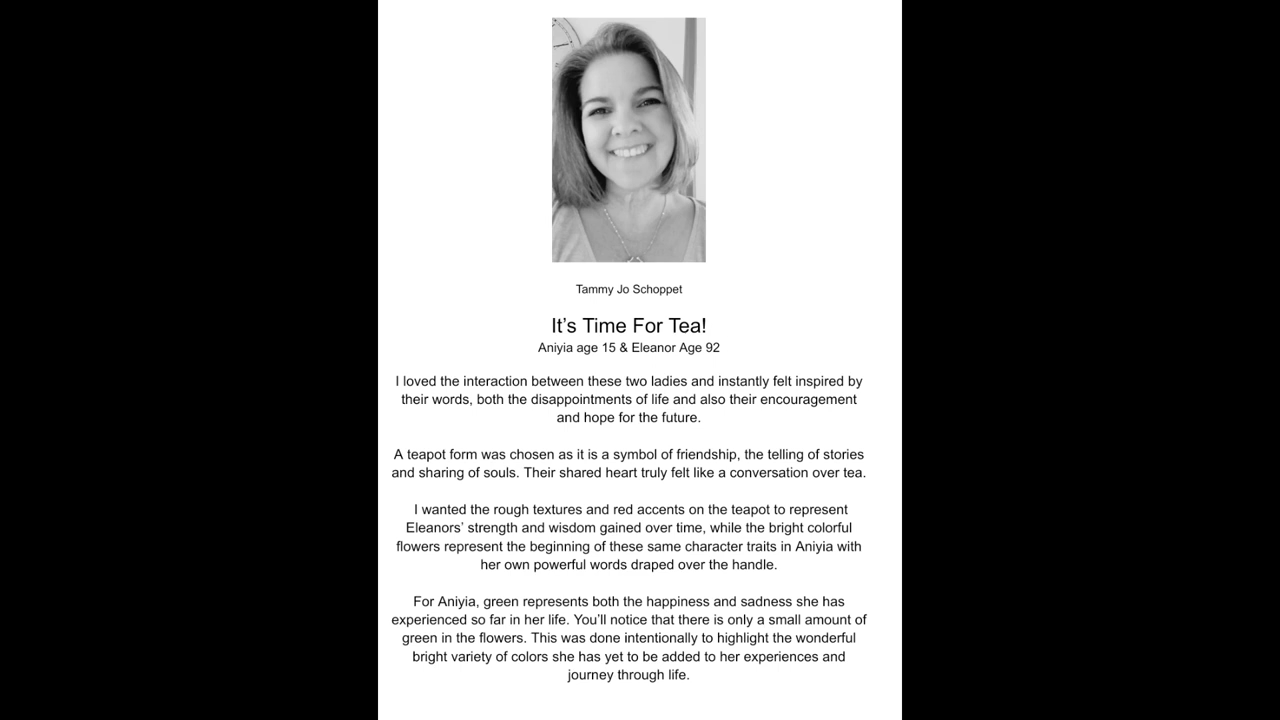 Tammy Jo Schoppet
It's Time For Tea!
Aniyia age 15 & Eleanor Age 92
I loved the interaction between these two ladies and instantly felt inspired by
their words, both the disappointments of life and also their encouragement
and hope for the future.
A teapot form was chosen as it is a symbol of friendship, the telling of stories
and sharing of souls. Their shared heart truly felt like a conversation over tea.
I wanted the rough textures and red accents on the teapot to represent
Eleanors’ strength and wisdom gained over time, while the bright colorful
flowers represent the beginning of these same character traits in Aniyia with
her own powerful words draped over the handle.
For Aniyia, green represents both the happiness and sadness she has
experienced so far in her life. You’ll notice that there is only a small amount of
green in the flowers. This was done intentionally to highlight the wonderful
bright variety of colors she has yet to be added to her experiences and
journey through life.